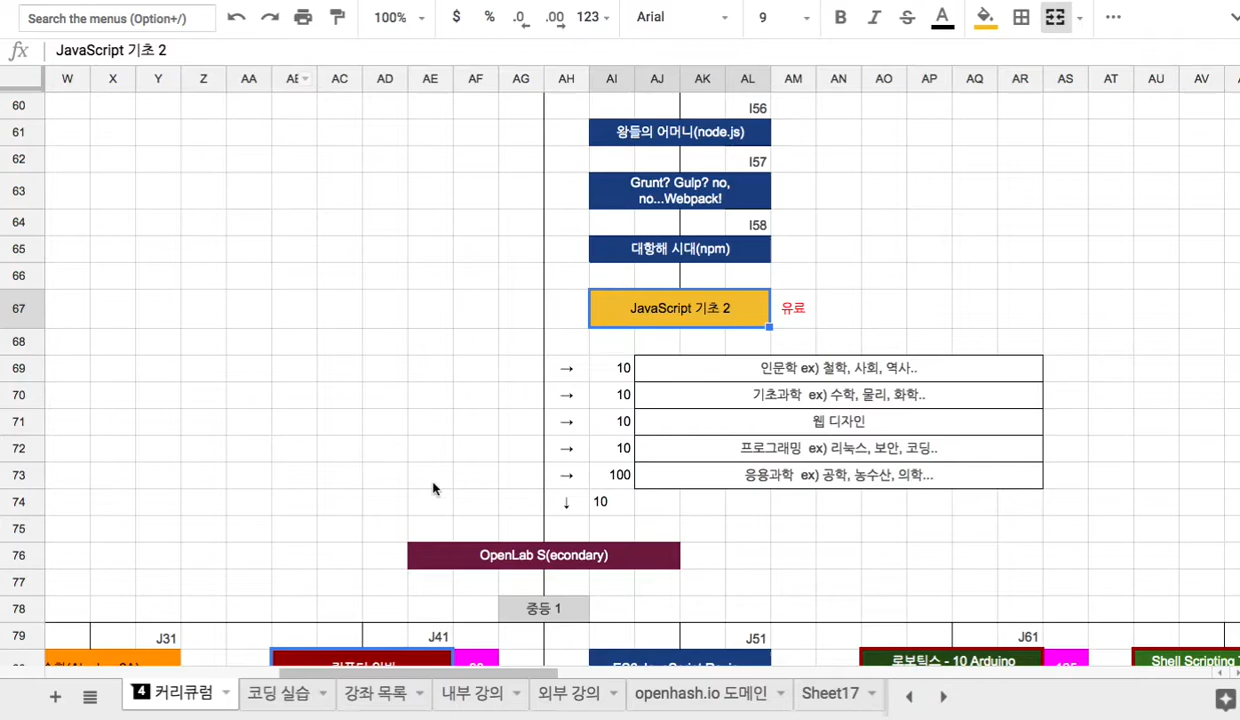 Search the menus (Option+/) 100% $ % .0 .00 123 Arial 9 B I S A
fx JavaScript 기초 2
W X Y Z AA AB AC AD AE AF AG AH AI AJ AK AL AM AN AO AP AQ AR AS AT AU AV
60 I56
61 왕들의 어머니(node.js)
62 I57
63 Grunt? Gulp? no,
no...Webpack!
64 I58
65 대항해 시대(npm)
66
67 JavaScript 기초 2 유료
68
69 → 10 인문학 ex) 철학, 사회, 역사..
70 → 10 기초과학 ex) 수학, 물리, 화학..
71 → 10 웹 디자인
72 → 10 프로그래밍 ex) 리눅스, 보안, 코딩..
73 → 100 응용과학 ex) 공학, 농수산, 의학...
74 ↓ 10
75
76 OpenLab S(econdary)
77
78 중등 1
79 J31 J41 J51 J61
로보틱스 - 10 Arduino Shell Scripting
4 커리큐럼 코딩 실습 강좌 목록 내부 강의 외부 강의 openhash.io 도메인 Sheet17